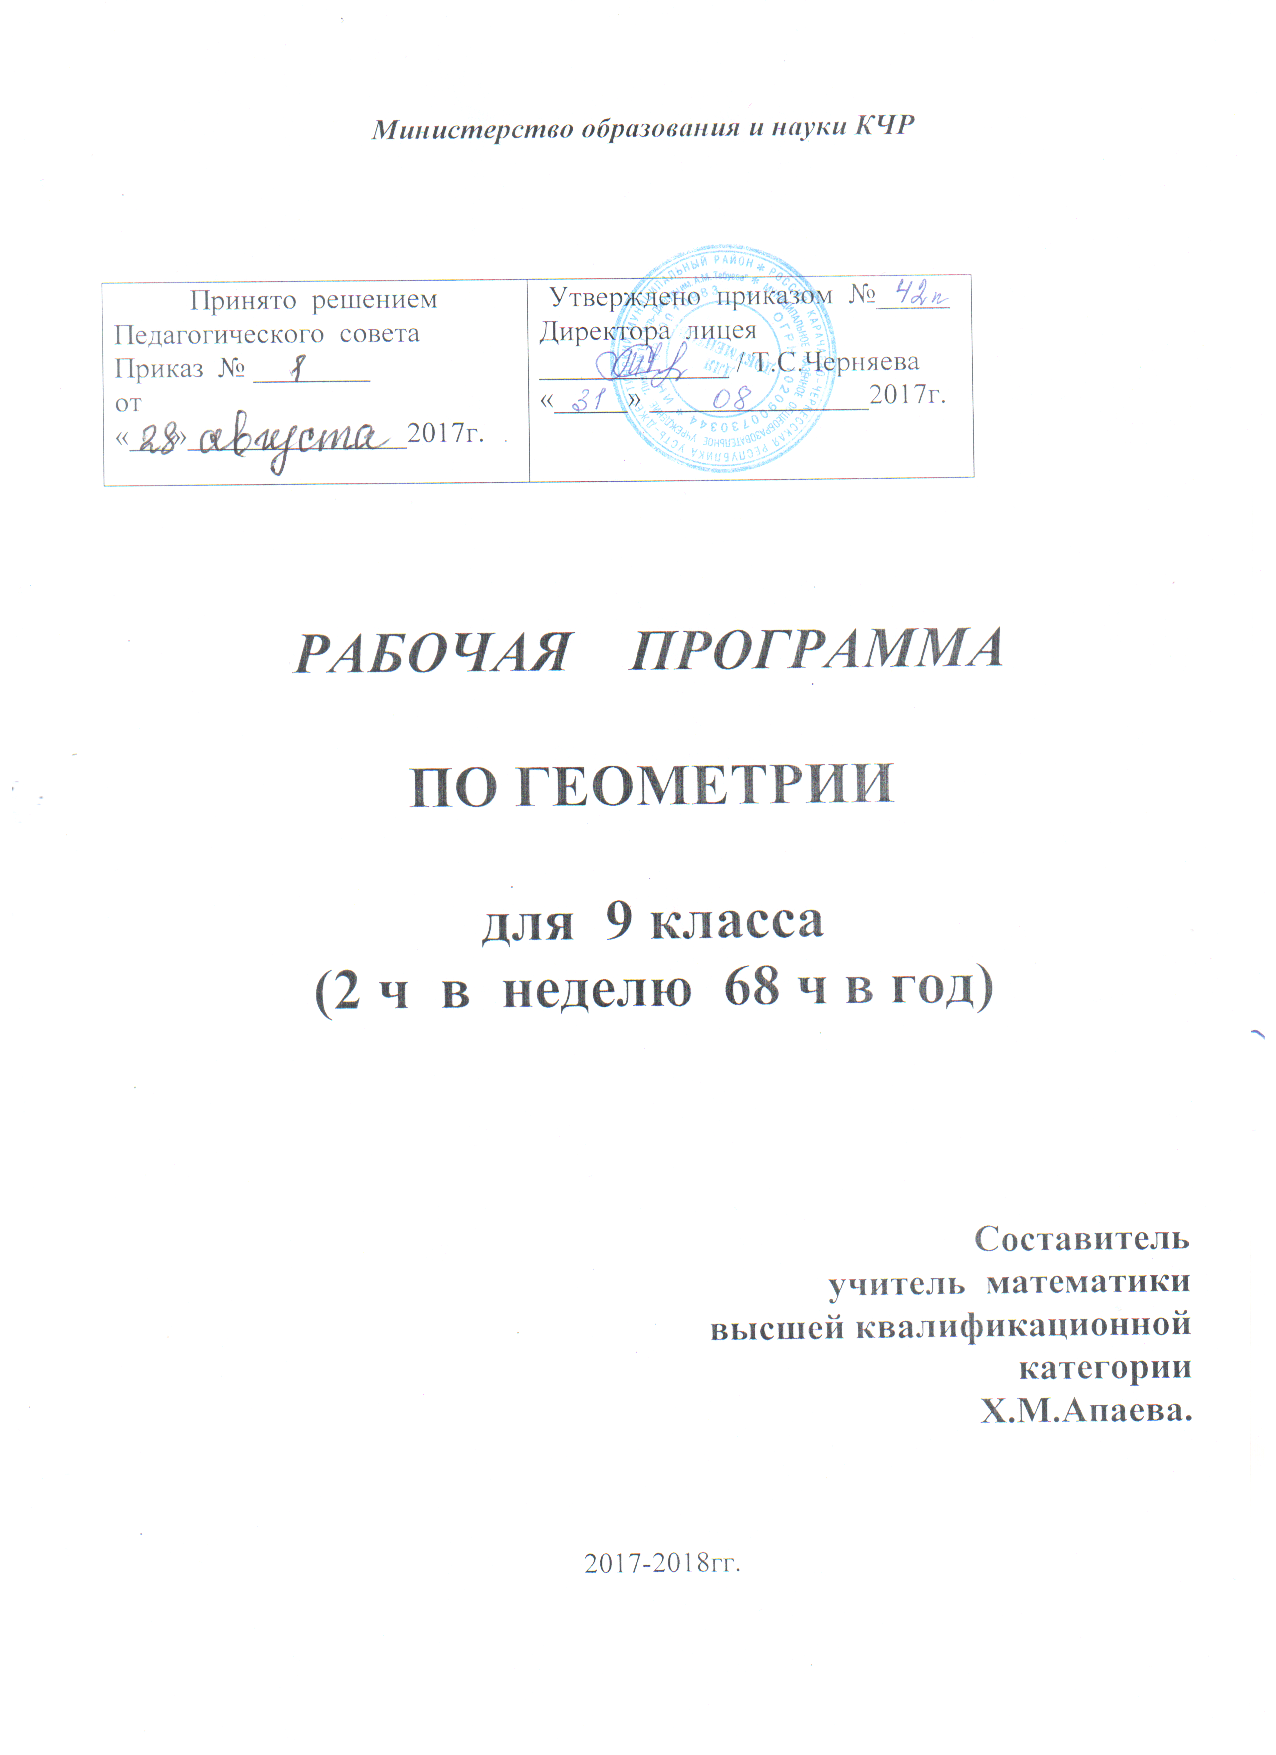 Министерство образования и науки КЧР
Принято решением
Педагогического совета
Приказ № 1
от
«28» августа 2017г.
Утверждено приказом № 42п
Директора лицея
/ Т.С.Черняева
«31» 08 2017г.
РАБОЧАЯ ПРОГРАММА
ПО ГЕОМЕТРИИ
для 9 класса
(2 ч в неделю 68 ч в год)
Составитель
учитель математики
высшей квалификационной
категории
Х.М.Апаева.
2017-2018гг.